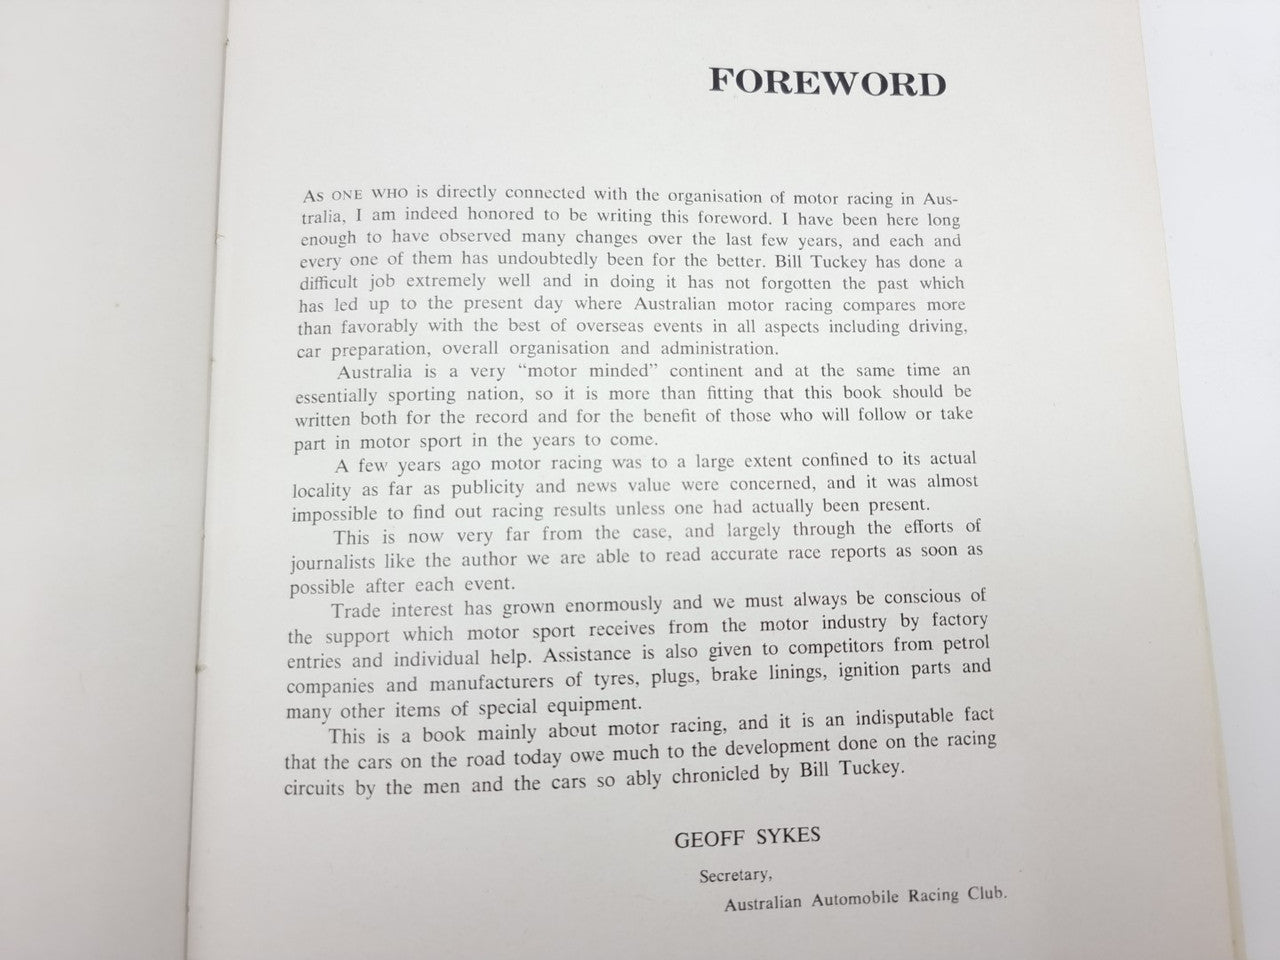 FOREWORD
AS ONE WHO is directly connected with the organisation of motor racing in Aus-
tralia, I am indeed honored to be writing this foreword. I have been here long
enough to have observed many changes over the last few years, and each and
every one of them has undoubtedly been for the better. Bill Tuckey has done a
difficult job extremely well and in doing it has not forgotten the past which
has led up to the present day where Australian motor racing compares more
than favorably with the best of overseas events in all aspects including driving,
car preparation, overall organisation and administration.
Australia is a very “motor minded” continent and at the same time an
essentially sporting nation, so it is more than fitting that this book should be
written both for the record and for the benefit of those who will follow or take
part in motor sport in the years to come.
A few years ago motor racing was to a large extent confined to its actual
locality as far as publicity and news value were concerned, and it was almost
impossible to find out racing results unless one had actually been present.
This is now very far from the case, and largely through the efforts of
journalists like the author we are able to read accurate race reports as soon as
possible after each event.
Trade interest has grown enormously and we must always be conscious of
the support which motor sport receives from the motor industry by factory
entries and individual help. Assistance is also given to competitors from petrol
companies and manufacturers of tyres, plugs, brake linings, ignition parts and
many other items of special equipment.
This is a book mainly about motor racing, and it is an indisputable fact
that the cars on the road today owe much to the development done on the racing
circuits by the men and the cars so ably chronicled by Bill Tuckey.
GEOFF SYKES
Secretary,
Australian Automobile Racing Club.